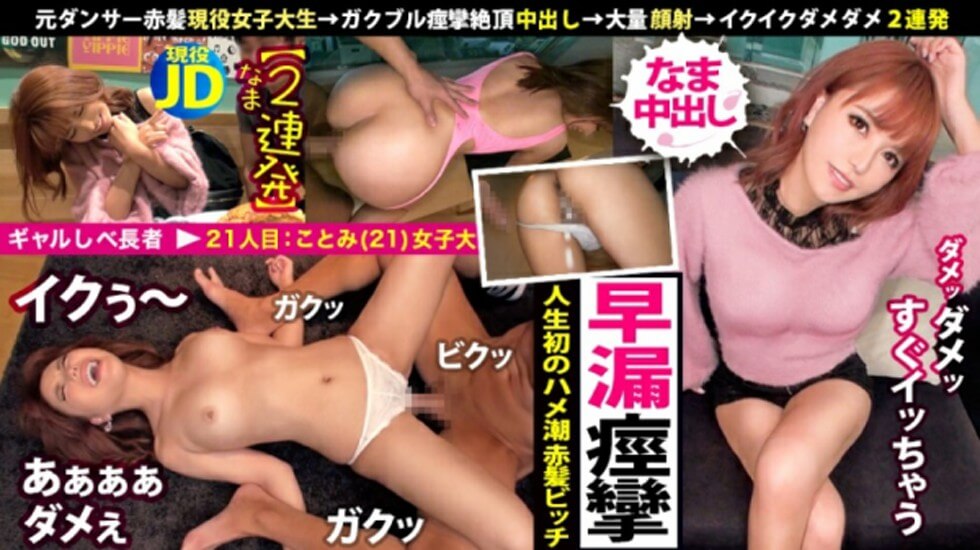 元ダンサー赤髪現役女子大生→ガクブル痙攣絶頂中出し→大量顔射→イクイクダメダメ２連発
GOD OUT
現役
JD
【なま２連発】
なま
中出し
ギャルしべ長者 ▶ 21人目:ことみ(21)女子大
イクぅ〜
ガクッ
ビクッ
あぁぁぁ
ダメぇ
ガクッ
早漏痙攣
人生初のハメ潮赤髪ビッチ
ダメッダメッ
すぐイッちゃう